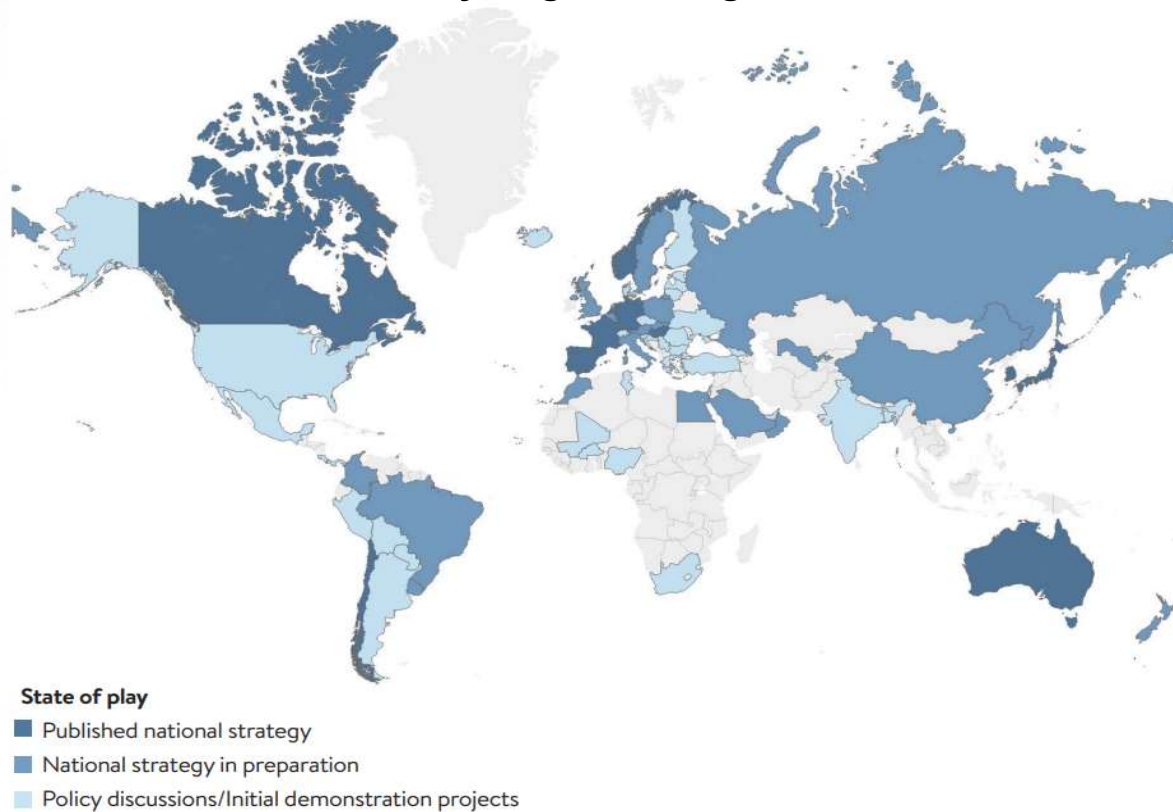 State of play
Published national strategy
National strategy in preparation
Policy discussions/Initial demonstration projects